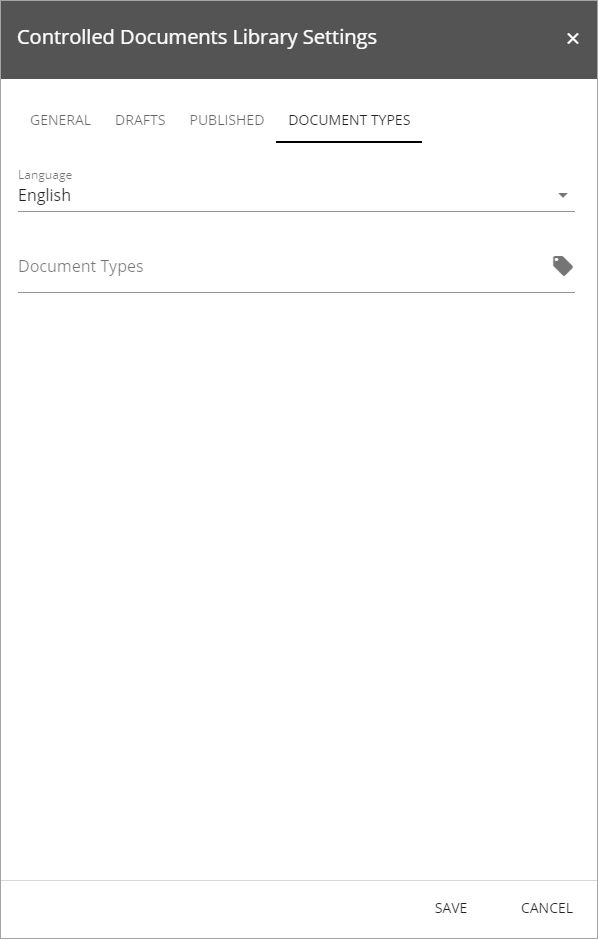 Controlled Documents Library Settings
GENERAL DRAFTS PUBLISHED DOCUMENT TYPES
Language
English
Document Types
SAVE CANCEL